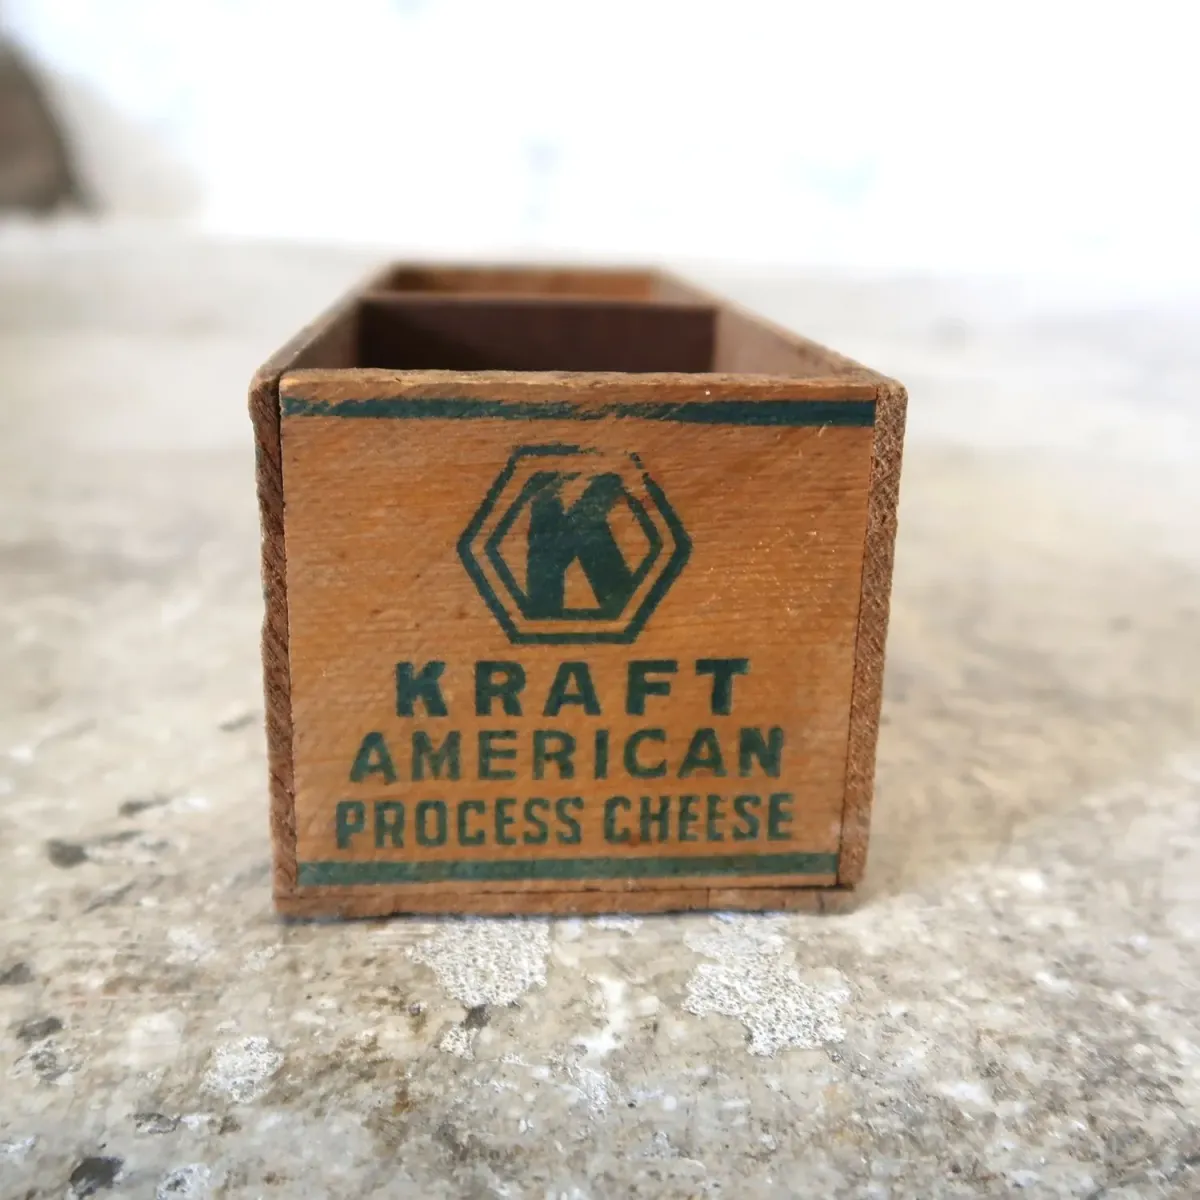 K
KRAFT
AMERICAN
PROCESS CHEESE